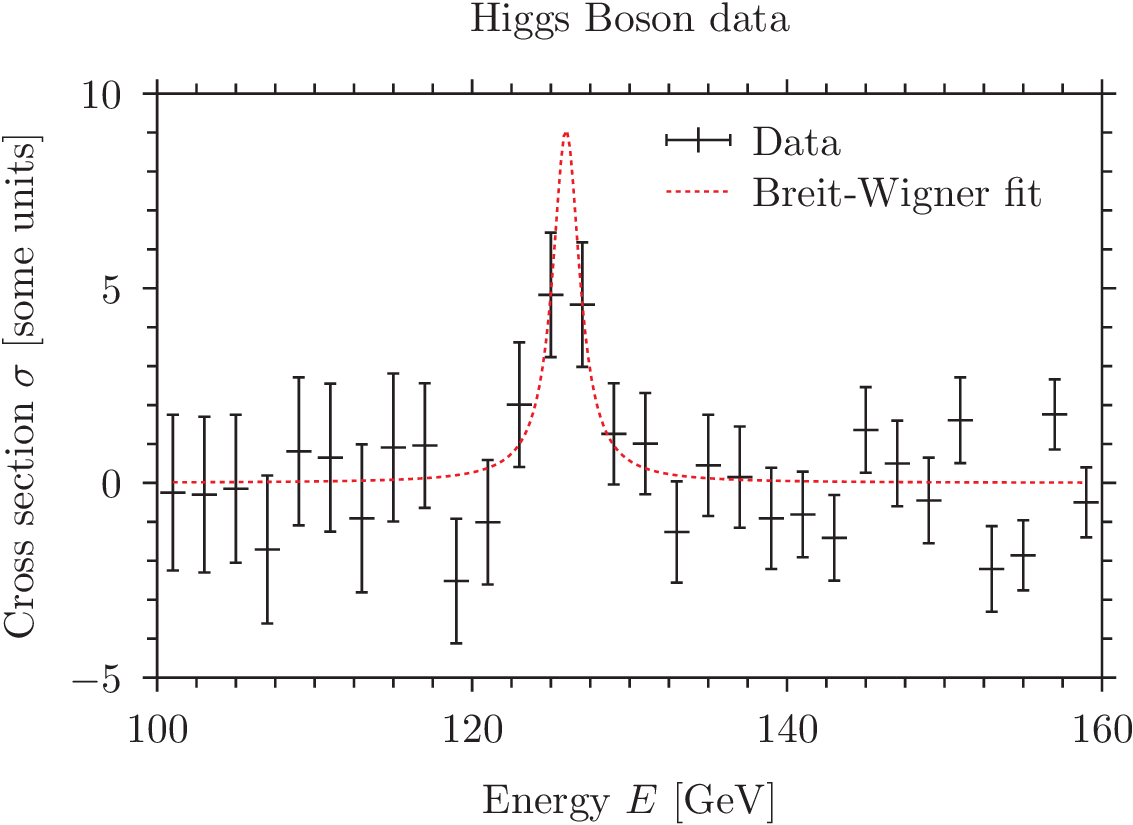 Higgs Boson data
Cross section σ [some units]
10
5
0
−5
Data
Breit-Wigner fit
100 120 140 160
Energy E [GeV]